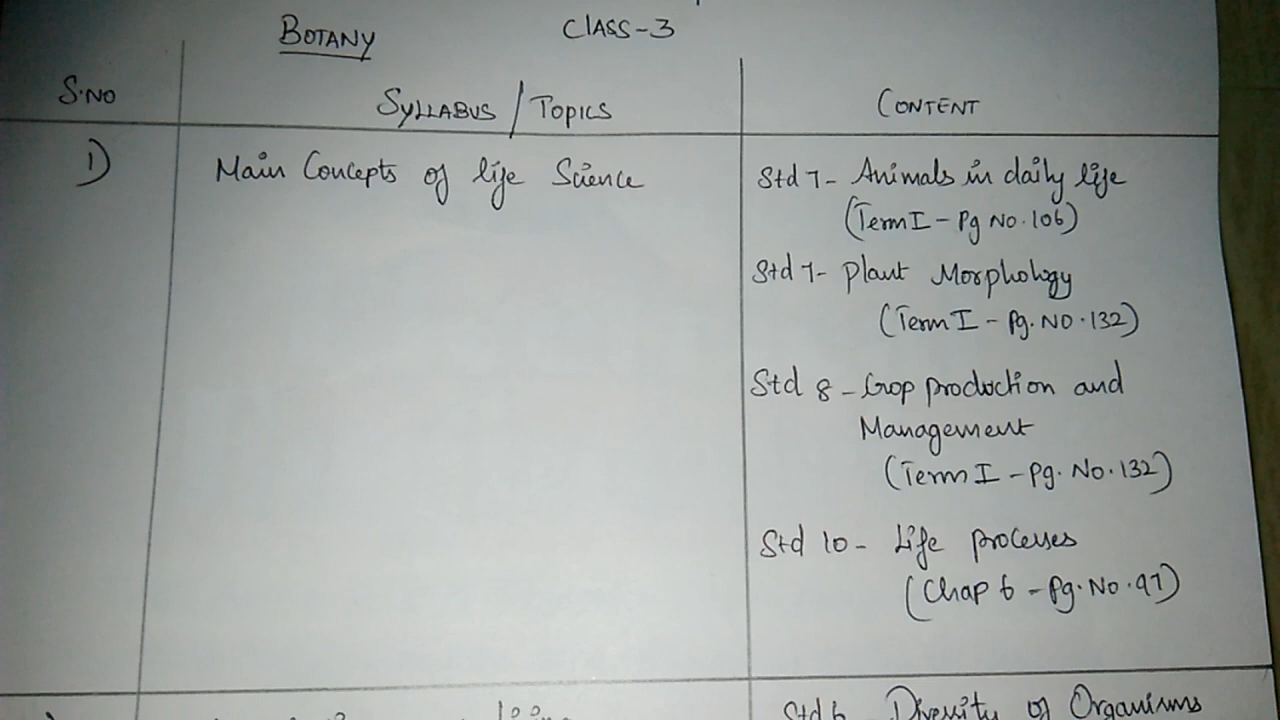 BOTANY CLASS-3
S.NO SYLLABUS / TOPICS CONTENT
1) Main Concepts of life Science
Std 7- Animals in daily life
(Term I - Pg No. 106)
Std 7- Plant Morphology
(Term I - Pg. NO. 132)
Std 8 - Crop production and
Management
(Term I - Pg. No. 132)
Std 10 - Life processes
(Chap 6 - Pg. No. 97)
Std 6 Diversity of Organisms